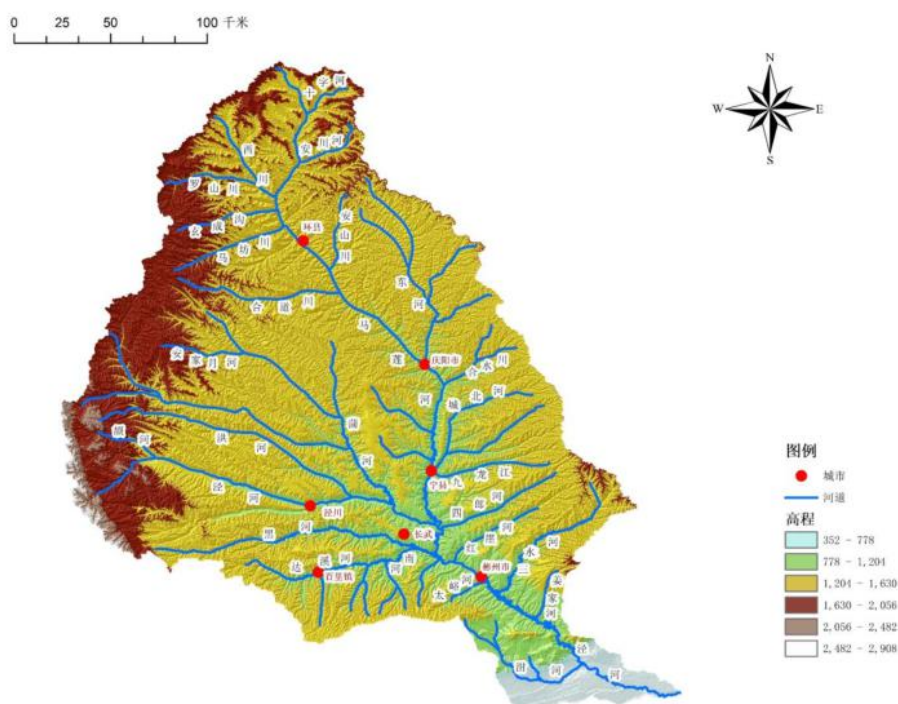 0 25 50 100 千米
N
W E
S
十字河
西川
安川河
罗山川
玄城沟
马坊川
环县
安山川
合道川
东河
马莲河
庆阳市
合水川
安家川河
城北河
蒲河
洪河
颉河
泾河
泾川
宁县
九龙江
四郎河
黑河
长武
红崖河
三水河
南河
达溪河
百里镇
彬州市
太峪河
姜家河
泔河
泾河
图例
城市
河道
高程
352 - 778
778 - 1,204
1,204 - 1,630
1,630 - 2,056
2,056 - 2,482
2,482 - 2,908